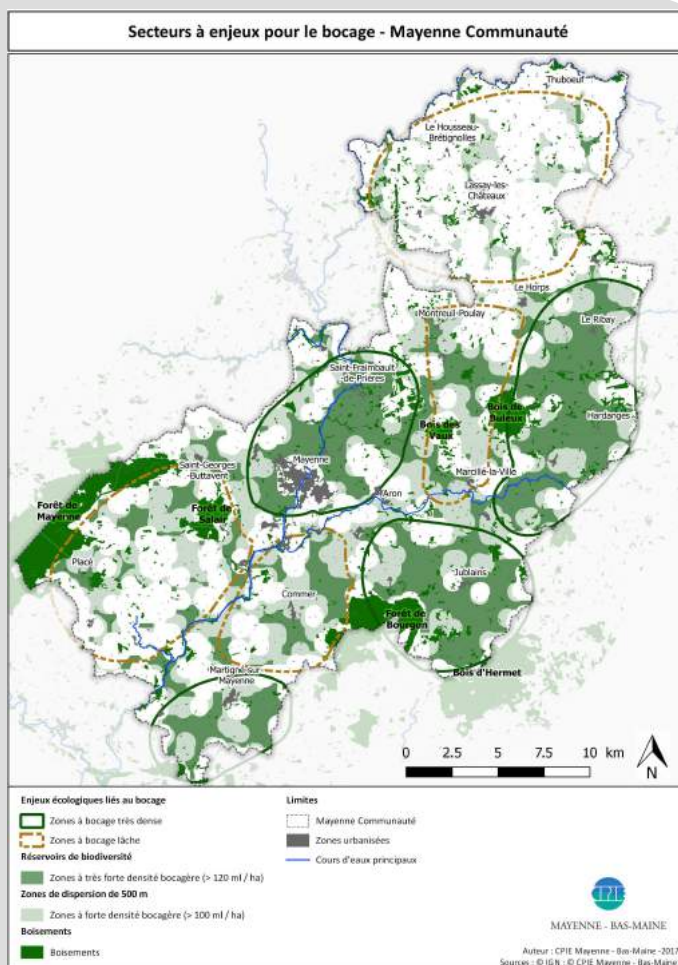 Secteurs à enjeux pour le bocage - Mayenne Communauté
Thuboeuf
Le Housseau-
Brétignolles
Lassay-les-
Châteaux
Le Horps
Montreuil-Poulay
Le Ribay
Saint-Fraimbault
-de-Prières
Bois de
Buleux
Hardanges
Bois des
Vaux
Mayenne
Marcillé-la-Ville
Saint-Georges
-Buttavent
Aron
Forêt de
Mayenne
Forêt de
Salair
Placé
Jublains
Commer
Forêt de
Bourgon
Martigné-sur
-Mayenne
Bois d'Hermet
0 2.5 5 7.5 10 km
N
Enjeux écologiques liés au bocage
Zones à bocage très dense
Zones à bocage lâche
Réservoirs de biodiversité
Zones à très forte densité bocagère (> 120 ml / ha)
Zones de dispersion de 500 m
Zones à forte densité bocagère (> 100 ml / ha)
Boisements
Boisements
Limites
Mayenne Communauté
Zones urbanisées
Cours d'eaux principaux
CPIE
MAYENNE - BAS-MAINE
Auteur : CPIE Mayenne - Bas-Maine -2017
Sources : © IGN ; © CPIE Mayenne - Bas-Maine